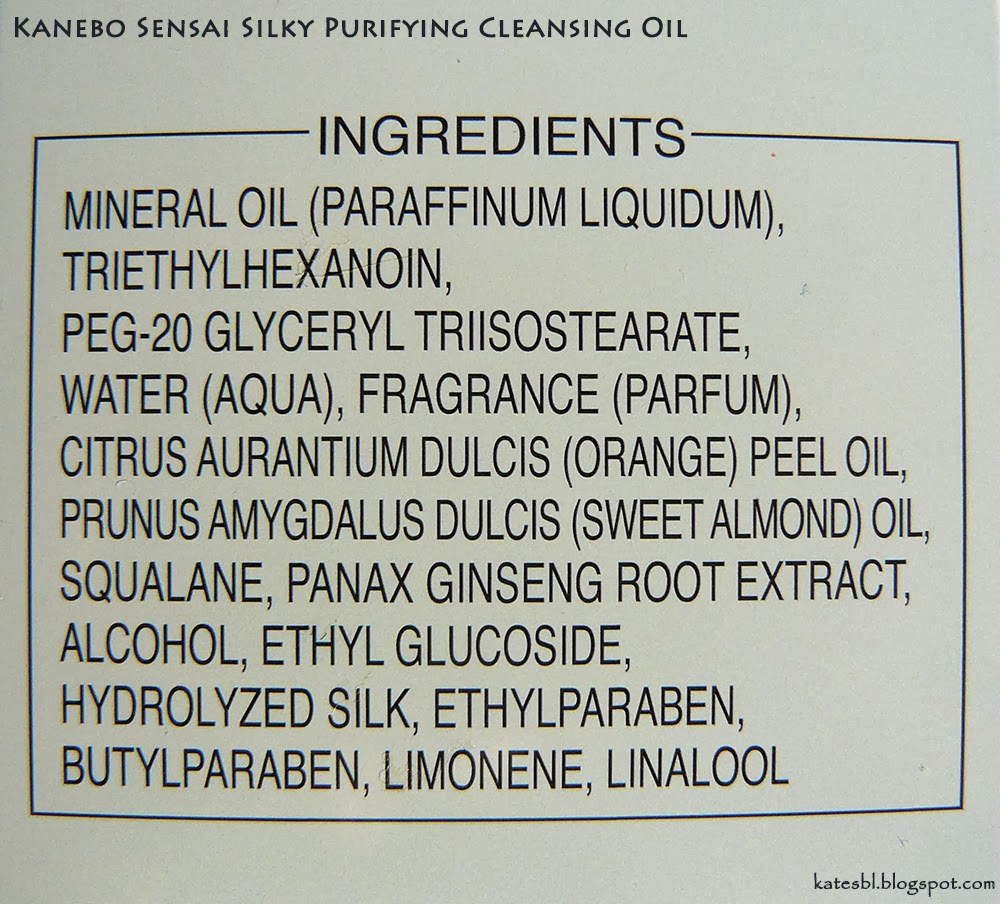 Kanebo Sensai Silky Purifying Cleansing Oil
INGREDIENTS
MINERAL OIL (PARAFFINUM LIQUIDUM),
TRIETHYLHEXANOIN,
PEG-20 GLYCERYL TRIISOSTEARATE,
WATER (AQUA), FRAGRANCE (PARFUM),
CITRUS AURANTIUM DULCIS (ORANGE) PEEL OIL,
PRUNUS AMYGDALUS DULCIS (SWEET ALMOND) OIL,
SQUALANE, PANAX GINSENG ROOT EXTRACT,
ALCOHOL, ETHYL GLUCOSIDE,
HYDROLYZED SILK, ETHYLPARABEN,
BUTYLPARABEN, LIMONENE, LINALOOL
katesbl.blogspot.com